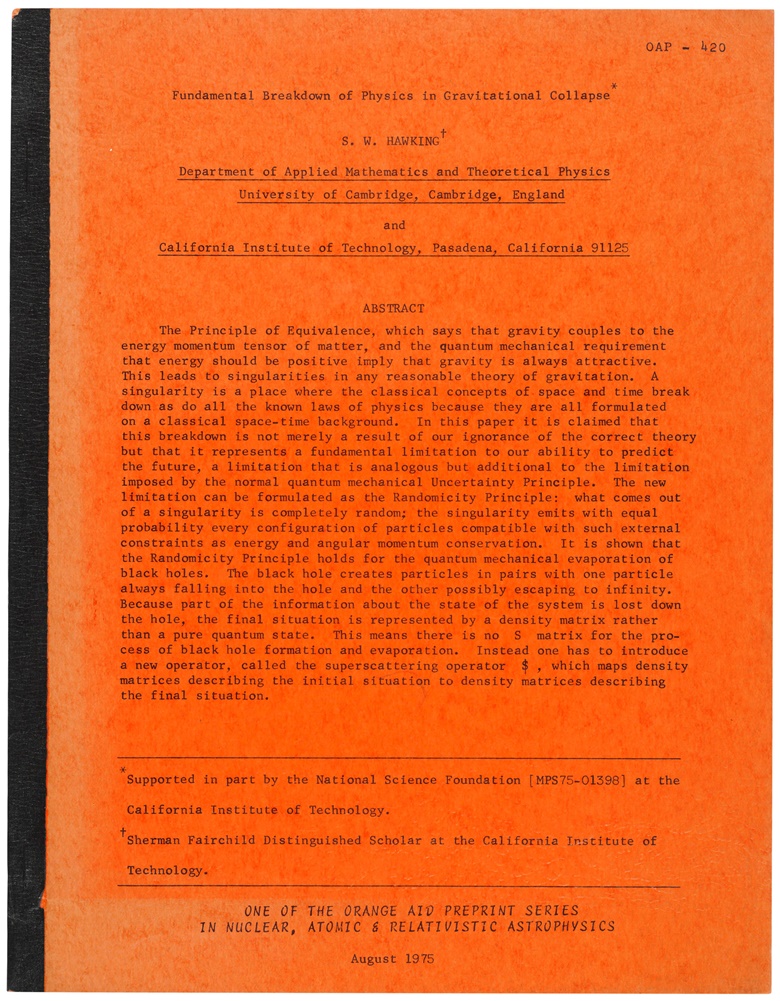 OAP - 420
Fundamental Breakdown of Physics in Gravitational Collapse*
S. W. HAWKING†
Department of Applied Mathematics and Theoretical Physics
University of Cambridge, Cambridge, England
and
California Institute of Technology, Pasadena, California 91125
ABSTRACT
The Principle of Equivalence, which says that gravity couples to the
energy momentum tensor of matter, and the quantum mechanical requirement
that energy should be positive imply that gravity is always attractive.
This leads to singularities in any reasonable theory of gravitation. A
singularity is a place where the classical concepts of space and time break
down as do all the known laws of physics because they are all formulated
on a classical space-time background. In this paper it is claimed that
this breakdown is not merely a result of our ignorance of the correct theory
but that it represents a fundamental limitation to our ability to predict
the future, a limitation that is analogous but additional to the limitation
imposed by the normal quantum mechanical Uncertainty Principle. The new
limitation can be formulated as the Randomicity Principle: what comes out
of a singularity is completely random; the singularity emits with equal
probability every configuration of particles compatible with such external
constraints as energy and angular momentum conservation. It is shown that
the Randomicity Principle holds for the quantum mechanical evaporation of
black holes. The black hole creates particles in pairs with one particle
always falling into the hole and the other possibly escaping to infinity.
Because part of the information about the state of the system is lost down
the hole, the final situation is represented by a density matrix rather
than a pure quantum state. This means there is no S matrix for the pro-
cess of black hole formation and evaporation. Instead one has to introduce
a new operator, called the superscattering operator $ , which maps density
matrices describing the initial situation to density matrices describing
the final situation.
*Supported in part by the National Science Foundation [MPS75-01398] at the
California Institute of Technology.
†Sherman Fairchild Distinguished Scholar at the California Institute of
Technology.
ONE OF THE ORANGE AID PREPRINT SERIES
IN NUCLEAR, ATOMIC & RELATIVISTIC ASTROPHYSICS
August 1975